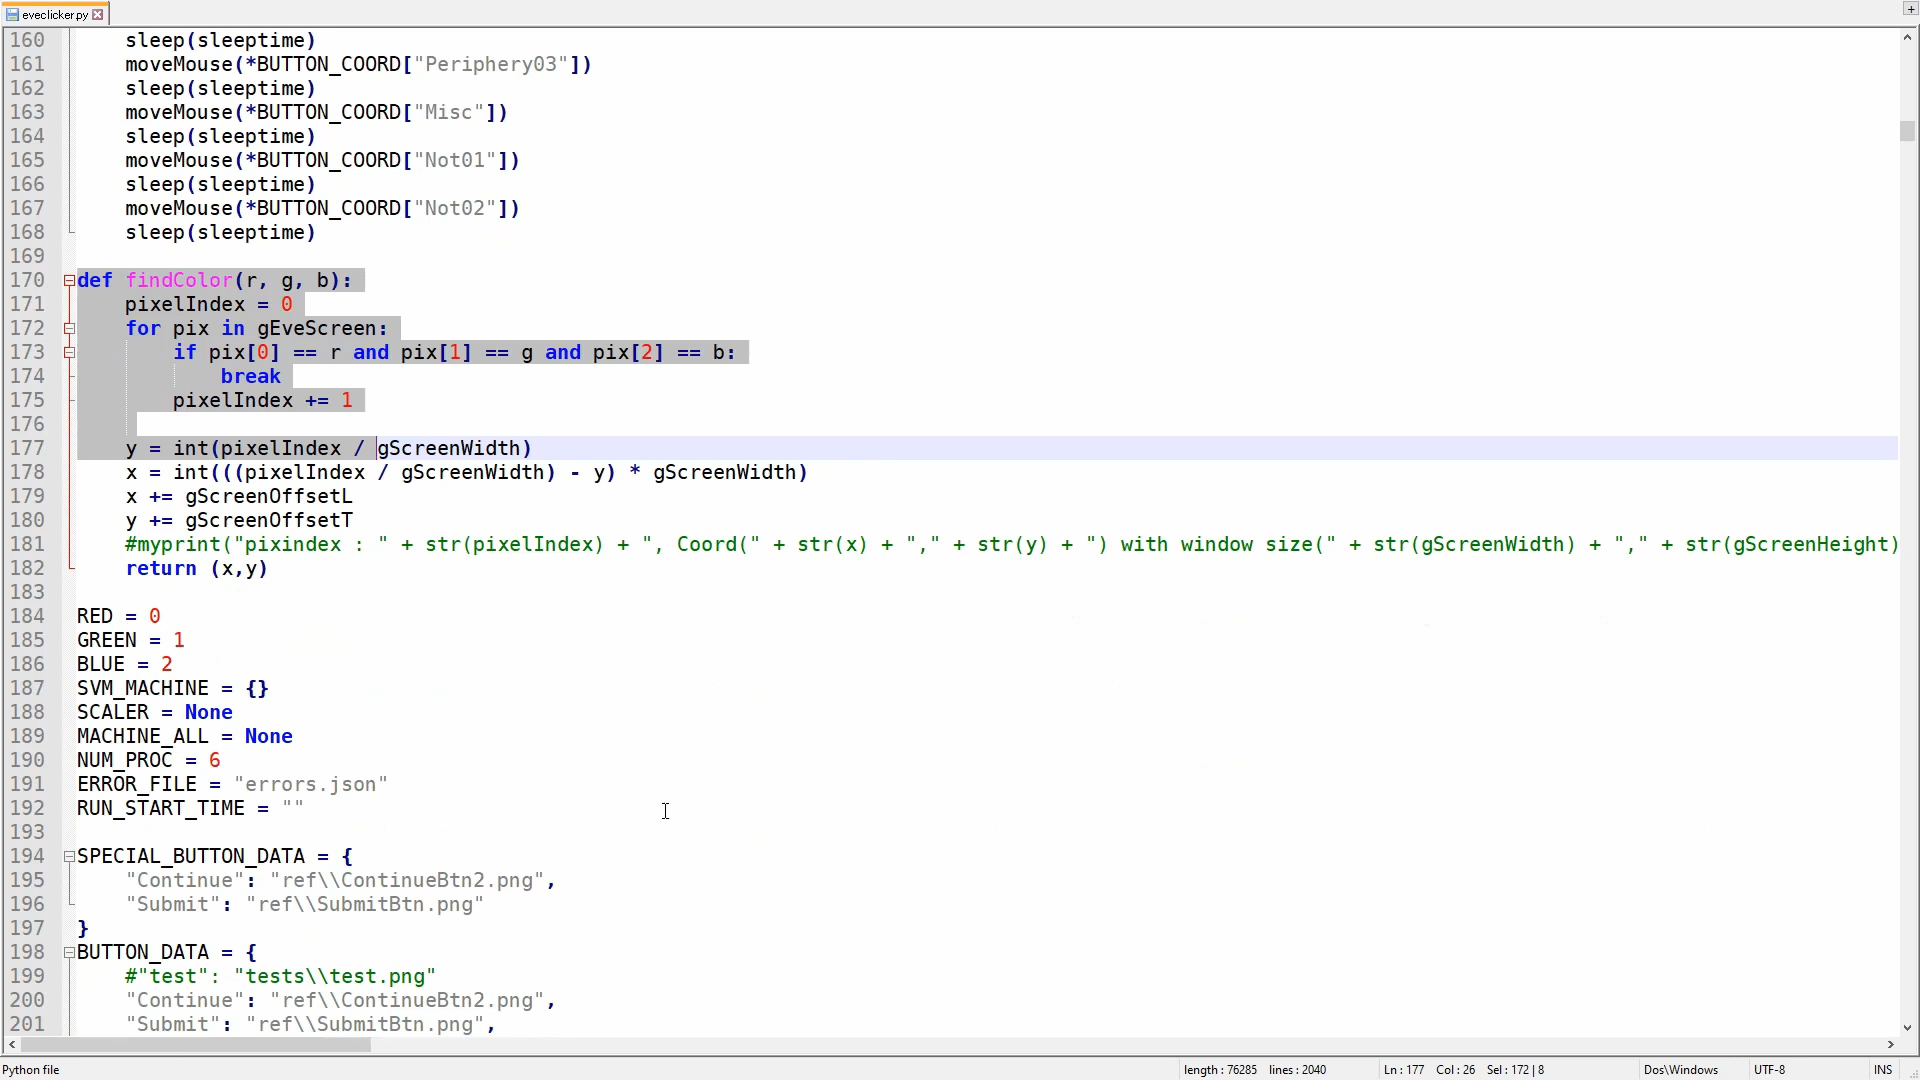 eveclicker.py
160 sleep(sleeptime)
161 moveMouse(*BUTTON_COORD["Periphery03"])
162 sleep(sleeptime)
163 moveMouse(*BUTTON_COORD["Misc"])
164 sleep(sleeptime)
165 moveMouse(*BUTTON_COORD["Not01"])
166 sleep(sleeptime)
167 moveMouse(*BUTTON_COORD["Not02"])
168 sleep(sleeptime)
169
170 def findColor(r, g, b):
171 pixelIndex = 0
172 for pix in gEveScreen:
173 if pix[0] == r and pix[1] == g and pix[2] == b:
174 break
175 pixelIndex += 1
176
177 y = int(pixelIndex / gScreenWidth)
178 x = int(((pixelIndex / gScreenWidth) - y) * gScreenWidth)
179 x += gScreenOffsetL
180 y += gScreenOffsetT
181 #myprint("pixindex : " + str(pixelIndex) + ", Coord(" + str(x) + "," + str(y) + ") with window size(" + str(gScreenWidth) + "," + str(gScreenHeight)
182 return (x,y)
183
184 RED = 0
185 GREEN = 1
186 BLUE = 2
187 SVM_MACHINE = {}
188 SCALER = None
189 MACHINE_ALL = None
190 NUM_PROC = 6
191 ERROR_FILE = "errors.json"
192 RUN_START_TIME = ""
193
194 SPECIAL_BUTTON_DATA = {
195 "Continue": "ref\\ContinueBtn2.png",
196 "Submit": "ref\\SubmitBtn.png"
197 }
198 BUTTON_DATA = {
199 #"test": "tests\\test.png"
200 "Continue": "ref\\ContinueBtn2.png",
201 "Submit": "ref\\SubmitBtn.png",
Python file length : 76285 lines : 2040 Ln : 177 Col : 26 Sel : 172 | 8 Dos\Windows UTF-8 INS